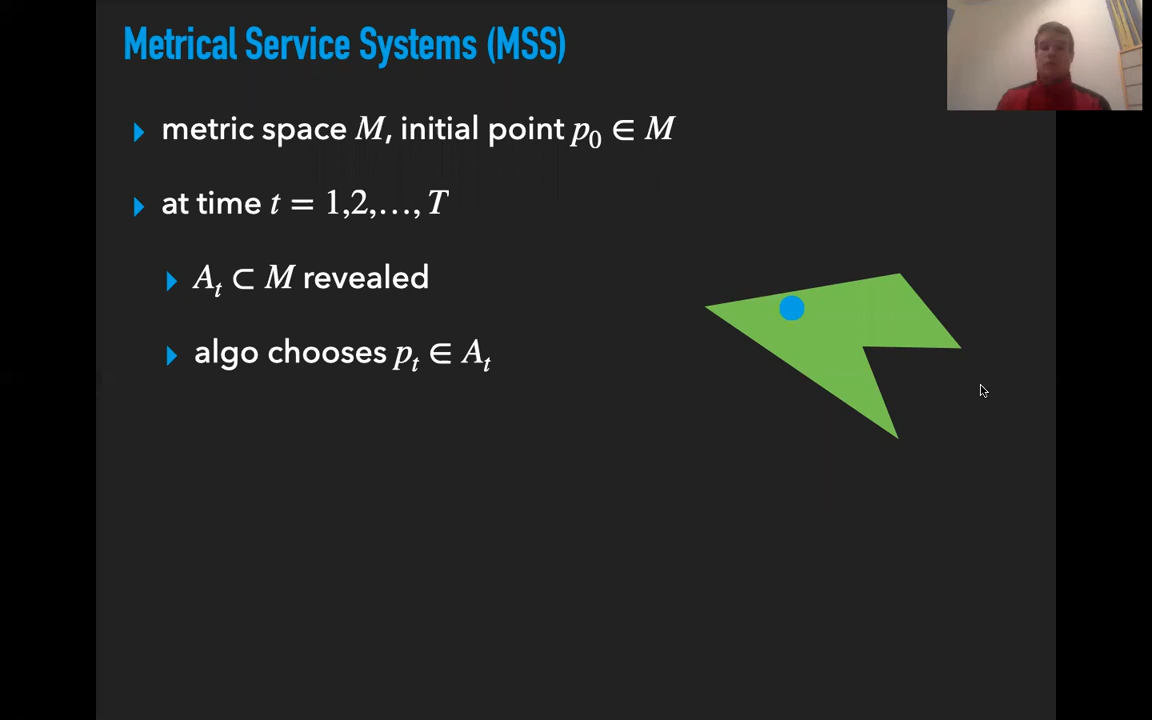 Metrical Service Systems (MSS)
metric space M, initial point p₀ ∈ M
at time t = 1,2,…, T
Aₜ ⊂ M revealed
algo chooses pₜ ∈ Aₜ